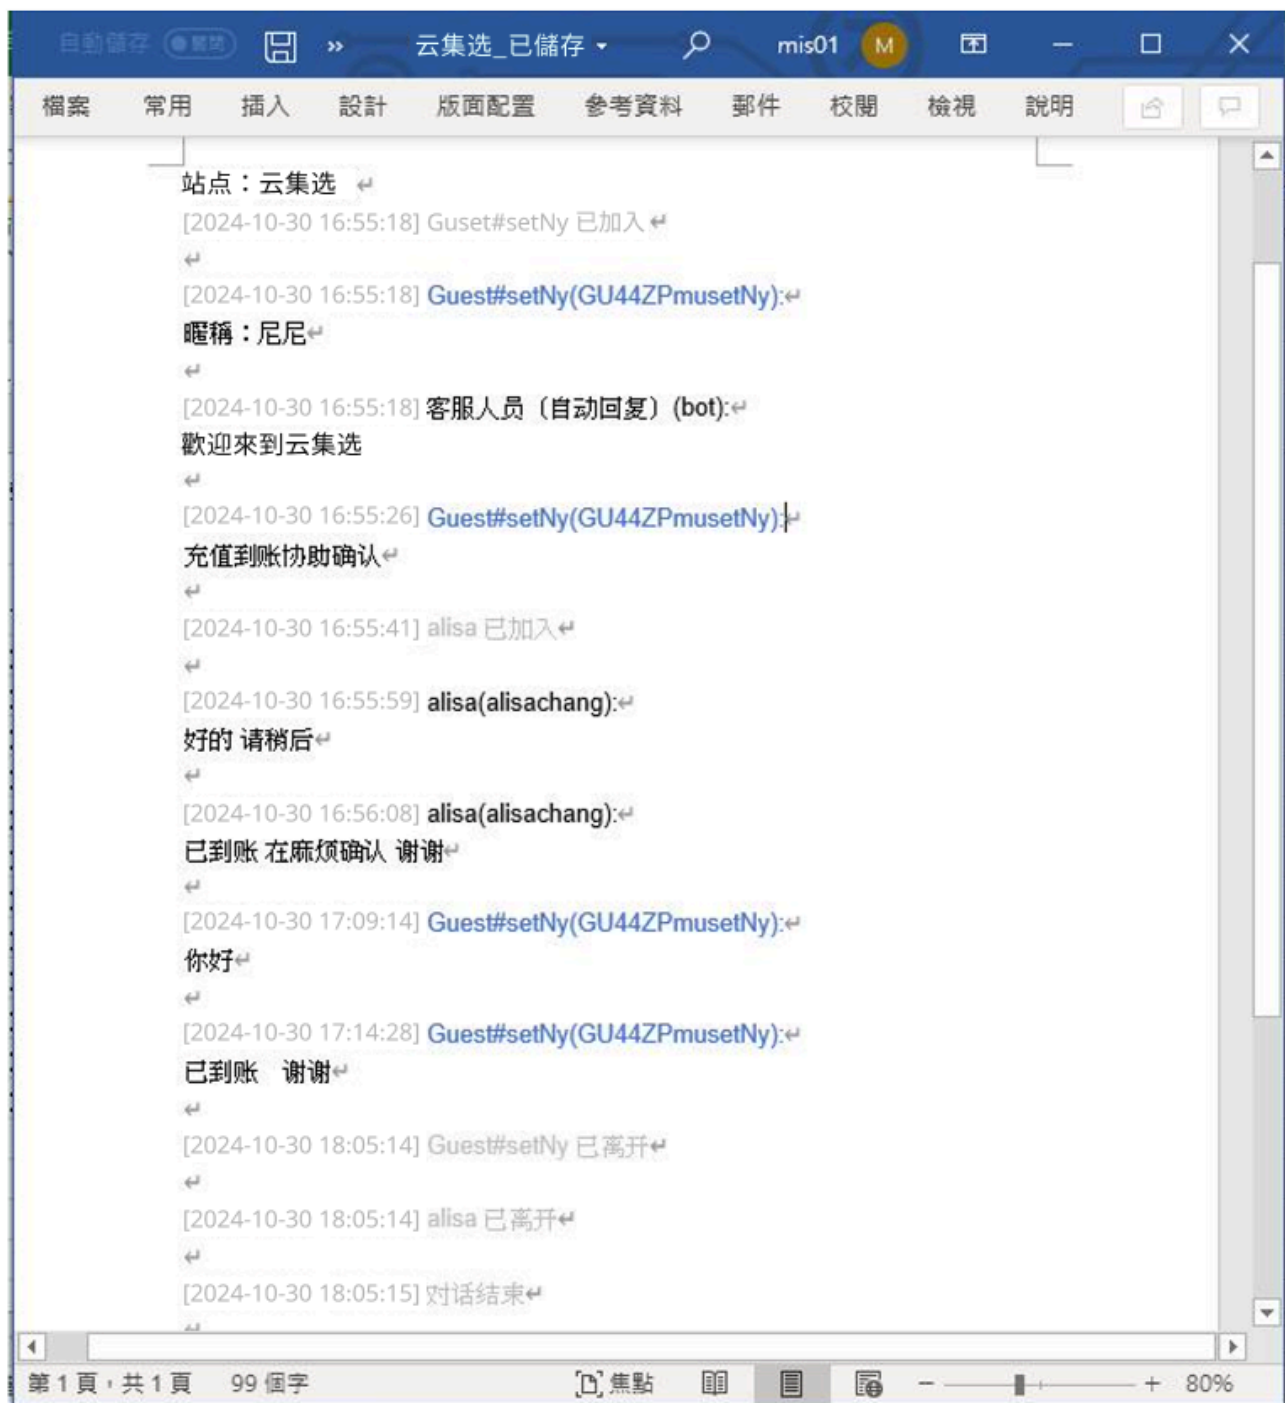 自動儲存 關閉 » 云集选_已儲存 mis01 M
檔案 常用 插入 設計 版面配置 參考資料 郵件 校閱 檢視 說明
站点：云集选
[2024-10-30 16:55:18] Guset#setNy 已加入
[2024-10-30 16:55:18] Guest#setNy(GU44ZPmusetNy):
暱稱：尼尼
[2024-10-30 16:55:18] 客服人员（自动回复）(bot):
歡迎來到云集选
[2024-10-30 16:55:26] Guest#setNy(GU44ZPmusetNy):
充值到账协助确认
[2024-10-30 16:55:41] alisa 已加入
[2024-10-30 16:55:59] alisa(alisachang):
好的 请稍后
[2024-10-30 16:56:08] alisa(alisachang):
已到账 在麻烦确认 谢谢
[2024-10-30 17:09:14] Guest#setNy(GU44ZPmusetNy):
你好
[2024-10-30 17:14:28] Guest#setNy(GU44ZPmusetNy):
已到账 谢谢
[2024-10-30 18:05:14] Guest#setNy 已离开
[2024-10-30 18:05:14] alisa 已离开
[2024-10-30 18:05:15] 对话结束
第 1 頁，共 1 頁 99 個字 焦點 80%